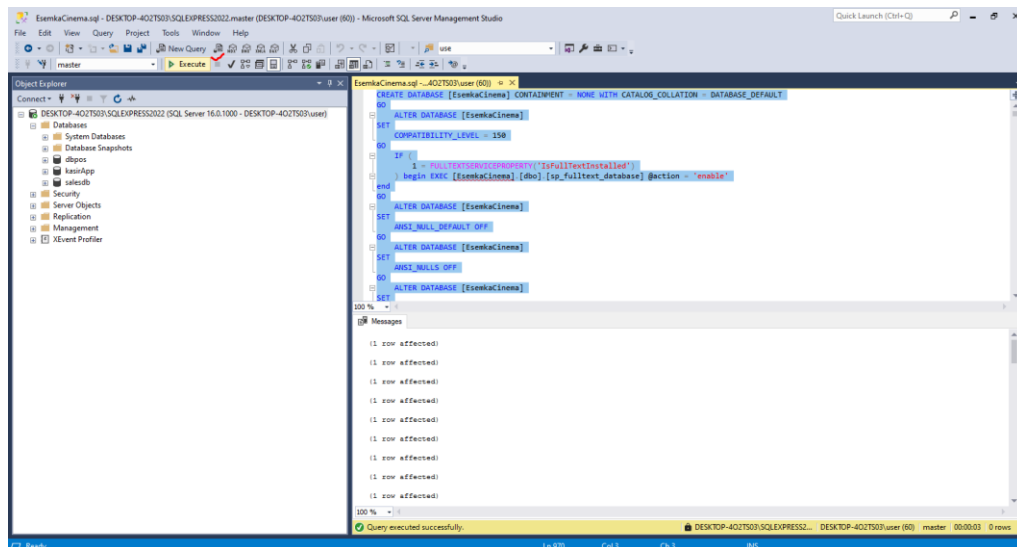 EsemkaCinema.sql - DESKTOP-4O2TS03\SQLEXPRESS2022.master (DESKTOP-4O2TS03\user (60)) - Microsoft SQL Server Management Studio
Quick Launch (Ctrl+Q)
File Edit View Query Project Tools Window Help
New Query
use
master
Execute
Object Explorer
Connect
DESKTOP-4O2TS03\SQLEXPRESS2022 (SQL Server 16.0.1000 - DESKTOP-4O2TS03\user)
Databases
System Databases
Database Snapshots
dbpos
kasirApp
salesdb
Security
Server Objects
Replication
Management
XEvent Profiler
EsemkaCinema.sql -...4O2TS03\user (60))
CREATE DATABASE [EsemkaCinema] CONTAINMENT = NONE WITH CATALOG_COLLATION = DATABASE_DEFAULT
GO
ALTER DATABASE [EsemkaCinema]
SET
COMPATIBILITY_LEVEL = 150
GO
IF (
1 = FULLTEXTSERVICEPROPERTY('IsFullTextInstalled')
) begin EXEC [EsemkaCinema].[dbo].[sp_fulltext_database] @action = 'enable'
end
GO
ALTER DATABASE [EsemkaCinema]
SET
ANSI_NULL_DEFAULT OFF
GO
ALTER DATABASE [EsemkaCinema]
SET
ANSI_NULLS OFF
GO
ALTER DATABASE [EsemkaCinema]
SET
100 %
Messages
(1 row affected)
(1 row affected)
(1 row affected)
(1 row affected)
(1 row affected)
(1 row affected)
(1 row affected)
(1 row affected)
(1 row affected)
100 %
Query executed successfully.
DESKTOP-4O2TS03\SQLEXPRESS2... DESKTOP-4O2TS03\user (60) master 00:00:03 0 rows
Ready
Ln 970 Col 3 Ch 3 INS